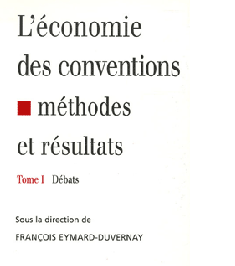 L'économie
des conventions
■ méthodes
et résultats
Tome I Débats
Sous la direction de
FRANÇOIS EYMARD-DUVERNAY